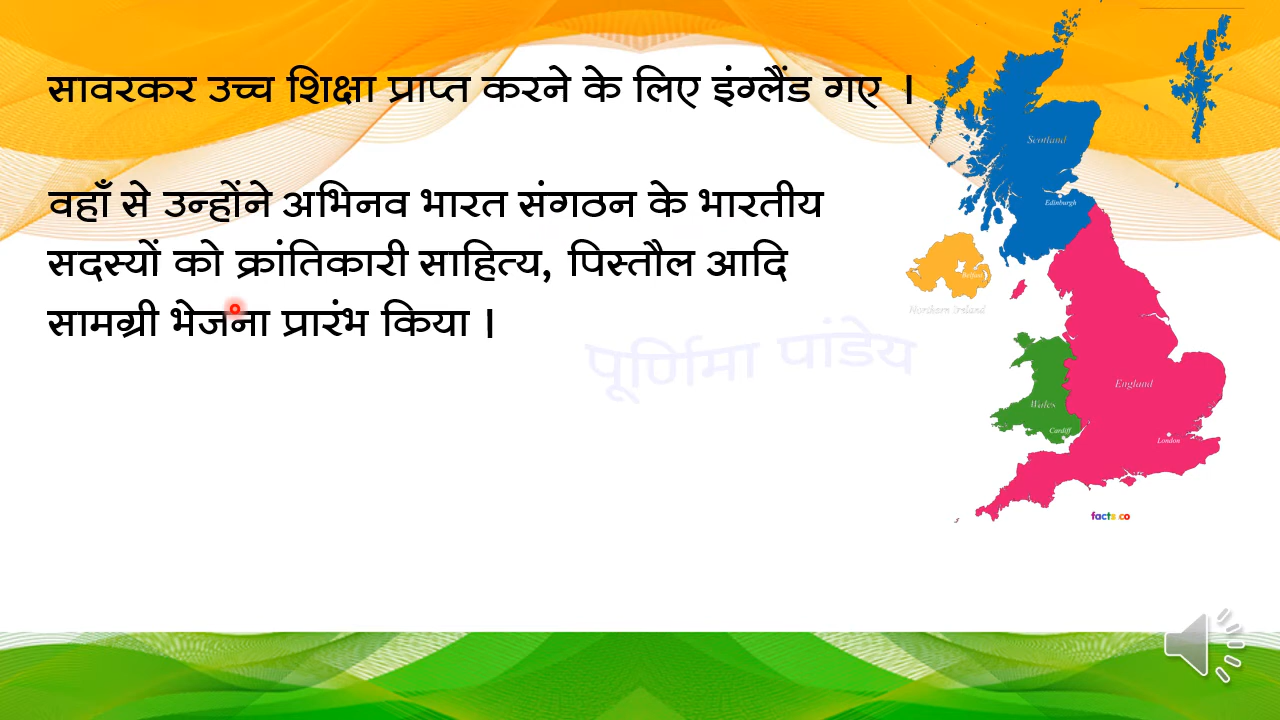 सावरकर उच्च शिक्षा प्राप्त करने के लिए इंग्लैंड गए ।
वहाँ से उन्होंने अभिनव भारत संगठन के भारतीय
सदस्यों को क्रांतिकारी साहित्य, पिस्तौल आदि
सामग्री भेजना प्रारंभ किया ।
पूर्णिमा पांडेय
Scotland
Edinburgh
Belfast
Northern Ireland
England
Wales
Cardiff
London
facts.co